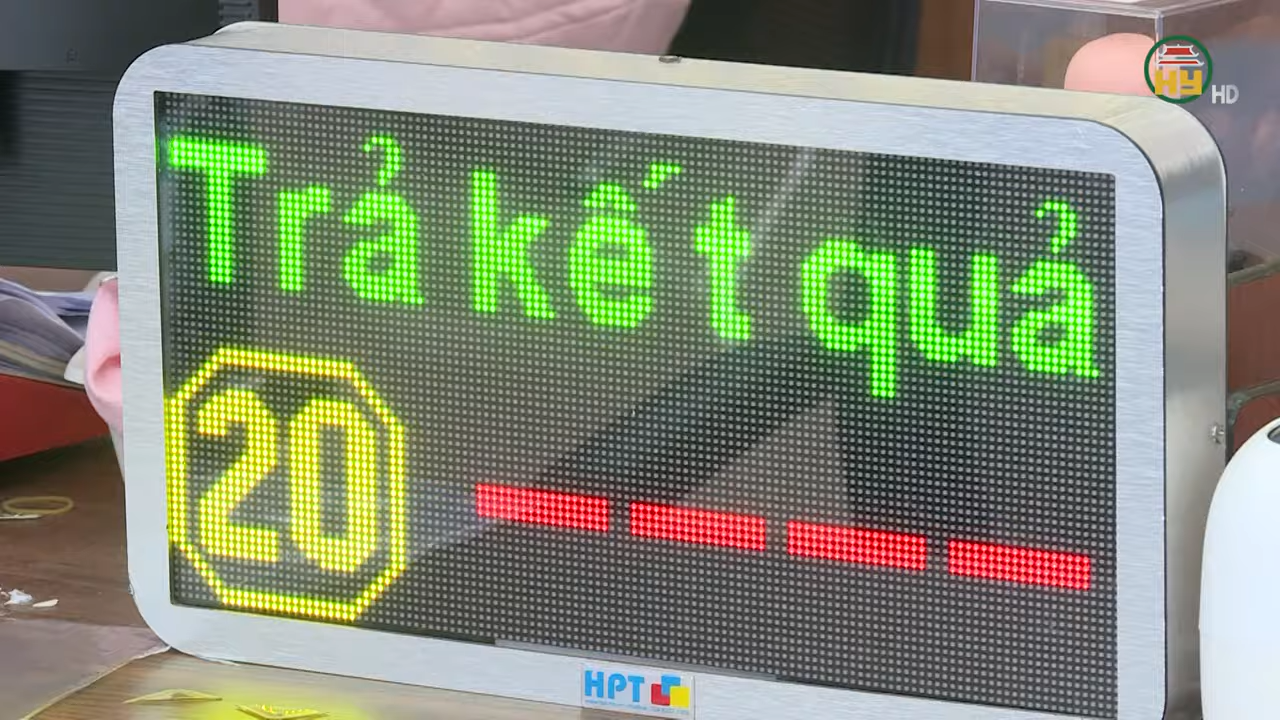 HY HD
Trả kết quả
20 ----
HPT